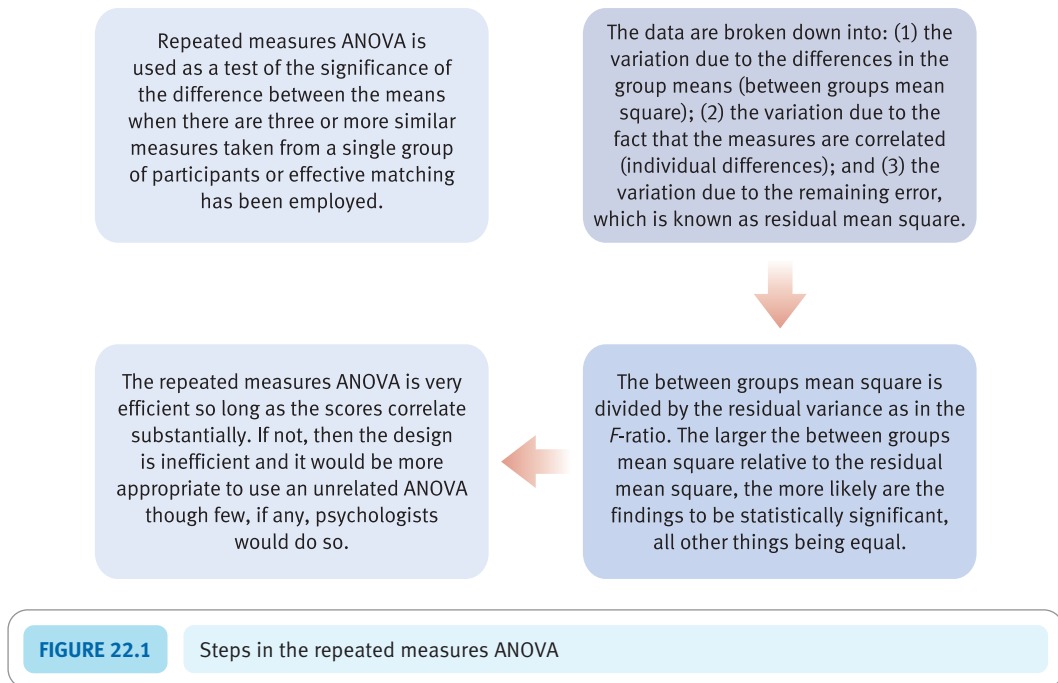 Repeated measures ANOVA is
used as a test of the significance of
the difference between the means
when there are three or more similar
measures taken from a single group
of participants or effective matching
has been employed.
The data are broken down into: (1) the
variation due to the differences in the
group means (between groups mean
square); (2) the variation due to the
fact that the measures are correlated
(individual differences); and (3) the
variation due to the remaining error,
which is known as residual mean square.
The between groups mean square is
divided by the residual variance as in the
F-ratio. The larger the between groups
mean square relative to the residual
mean square, the more likely are the
findings to be statistically significant,
all other things being equal.
The repeated measures ANOVA is very
efficient so long as the scores correlate
substantially. If not, then the design
is inefficient and it would be more
appropriate to use an unrelated ANOVA
though few, if any, psychologists
would do so.
FIGURE 22.1 Steps in the repeated measures ANOVA